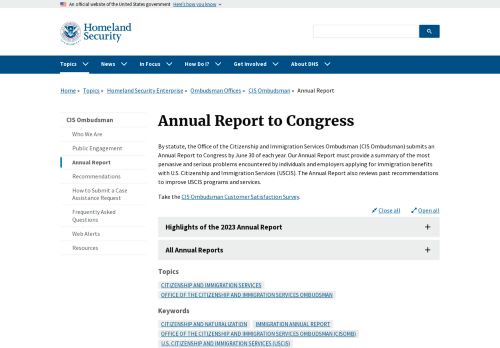 An official website of the United States government Here's how you know
Homeland
Security
Topics News In Focus How Do I? Get Involved About DHS
Home » Topics » Homeland Security Enterprise » Ombudsman Offices » CIS Ombudsman » Annual Report
CIS Ombudsman
Who We Are
Public Engagement
Annual Report
Recommendations
How to Submit a Case
Assistance Request
Frequently Asked
Questions
Web Alerts
Resources
Annual Report to Congress
By statute, the Office of the Citizenship and Immigration Services Ombudsman (CIS Ombudsman) submits an
Annual Report to Congress by June 30 of each year. Our Annual Report must provide a summary of the most
pervasive and serious problems encountered by individuals and employers applying for immigration benefits
with U.S. Citizenship and Immigration Services (USCIS). The Annual Report also reviews past recommendations
to improve USCIS programs and services.
Take the CIS Ombudsman Customer Satisfaction Survey.
Close all Open all
Highlights of the 2023 Annual Report +
All Annual Reports +
Topics
CITIZENSHIP AND IMMIGRATION SERVICES
OFFICE OF THE CITIZENSHIP AND IMMIGRATION SERVICES OMBUDSMAN
Keywords
CITIZENSHIP AND NATURALIZATION IMMIGRATION ANNUAL REPORT
OFFICE OF THE CITIZENSHIP AND IMMIGRATION SERVICES OMBUDSMAN (CISOMB)
U.S. CITIZENSHIP AND IMMIGRATION SERVICES (USCIS)